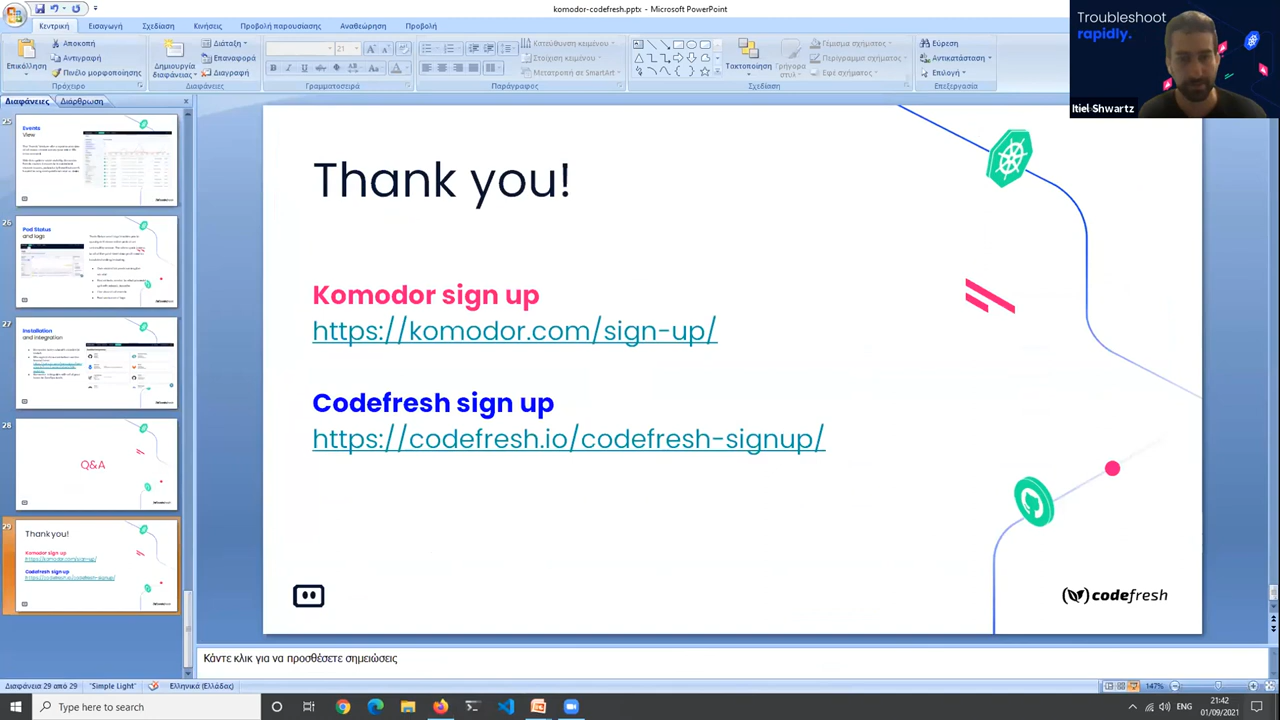 komodor-codefresh.pptx - Microsoft PowerPoint
Κεντρική
Εισαγωγή
Σχεδίαση
Κινήσεις
Προβολή παρουσίασης
Αναθεώρηση
Προβολή
Επικόλληση
Αποκοπή
Αντιγραφή
Πινέλο μορφοποίησης
Πρόχειρο
Δημιουργία
διαφάνειας
Διάταξη
Επαναφορά
Διαγραφή
Διαφάνειες
21
Γραμματοσειρά
Κατεύθυνση κειμένου
Στοίχιση κειμένου
Μετατροπή σε SmartArt
Παράγραφος
Τακτοποίηση
Γρήγορα
στυλ
Γέμισμα σχήματος
Περίγραμμα σχήματος
Εφέ σχήματος
Σχεδίαση
Εύρεση
Αντικατάσταση
Επιλογή
Επεξεργασία
Troubleshoot
rapidly.
Itiel Shwartz
Διαφάνειες
Διάρθρωση
25
Events
View
26
Pod Status
and logs
27
Installation
and integration
28
Q&A
29
Thank you!
Komodor sign up
https://komodor.com/sign-up/
Codefresh sign up
https://codefresh.io/codefresh-signup/
Thank you!
Komodor sign up
https://komodor.com/sign-up/
Codefresh sign up
https://codefresh.io/codefresh-signup/
codefresh
Κάντε κλικ για να προσθέσετε σημειώσεις
Διαφάνεια 29 από 29
"Simple Light"
Ελληνικά (Ελλάδας)
147%
Type here to search
ENG
21:42
01/09/2021